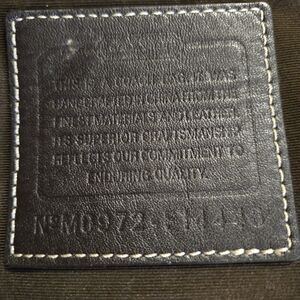 THIS IS A COACH BAG. IT WAS
HANDCRAFTED IN CHINA FROM THE
FINEST MATERIALS AND LEATHER.
ITS SUPERIOR CRAFTSMANSHIP
REFLECTS OUR COMMITMENT TO
ENDURING QUALITY.